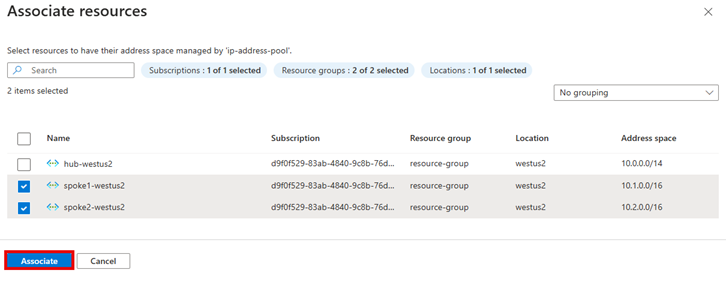 Associate resources
Select resources to have their address space managed by 'ip-address-pool'.
Search
Subscriptions : 1 of 1 selected
Resource groups : 2 of 2 selected
Locations : 1 of 1 selected
2 items selected
No grouping
Name Subscription Resource group Location Address space
hub-westus2 d9f0f529-83ab-4840-9c8b-76d... resource-group westus2 10.0.0.0/14
spoke1-westus2 d9f0f529-83ab-4840-9c8b-76d... resource-group westus2 10.1.0.0/16
spoke2-westus2 d9f0f529-83ab-4840-9c8b-76d... resource-group westus2 10.2.0.0/16
Associate Cancel